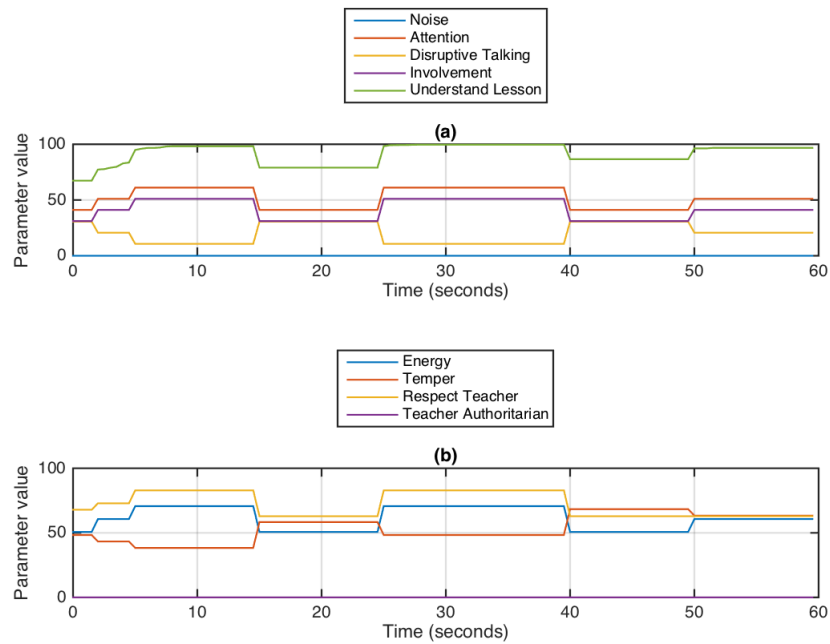 Noise
Attention
Disruptive Talking
Involvement
Understand Lesson
(a)
Parameter value
100
50
0
0 10 20 30 40 50 60
Time (seconds)
Energy
Temper
Respect Teacher
Teacher Authoritarian
(b)
Parameter value
100
50
0
0 10 20 30 40 50 60
Time (seconds)